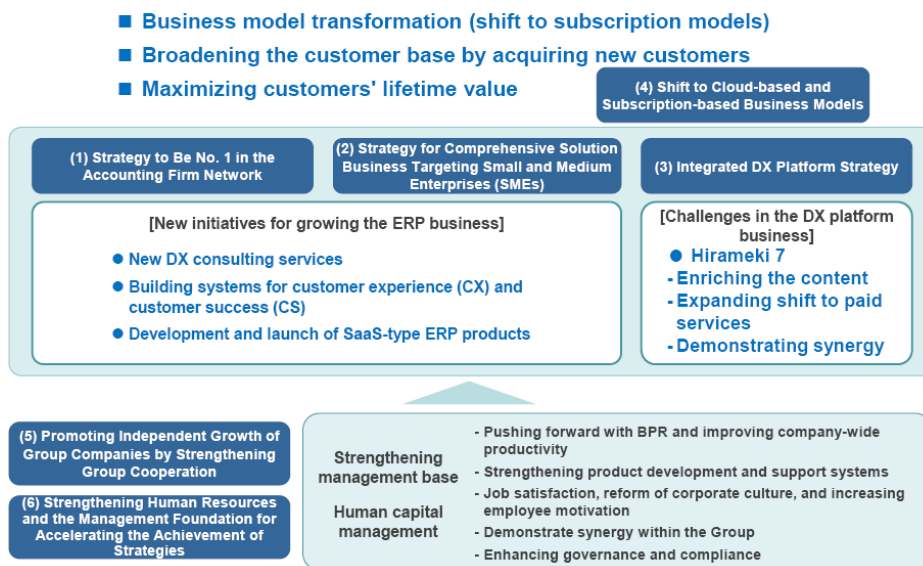 ■ Business model transformation (shift to subscription models)
■ Broadening the customer base by acquiring new customers
■ Maximizing customers' lifetime value
(4) Shift to Cloud-based and
Subscription-based Business Models
(1) Strategy to Be No. 1 in the
Accounting Firm Network
(2) Strategy for Comprehensive Solution
Business Targeting Small and Medium
Enterprises (SMEs)
(3) Integrated DX Platform Strategy
[New initiatives for growing the ERP business]
● New DX consulting services
● Building systems for customer experience (CX) and
customer success (CS)
● Development and launch of SaaS-type ERP products
[Challenges in the DX platform
business]
● Hirameki 7
- Enriching the content
- Expanding shift to paid
services
- Demonstrating synergy
(5) Promoting Independent Growth of
Group Companies by Strengthening
Group Cooperation
(6) Strengthening Human Resources
and the Management Foundation for
Accelerating the Achievement of
Strategies
Strengthening
management base
Human capital
management
- Pushing forward with BPR and improving company-wide
productivity
- Strengthening product development and support systems
- Job satisfaction, reform of corporate culture, and increasing
employee motivation
- Demonstrate synergy within the Group
- Enhancing governance and compliance